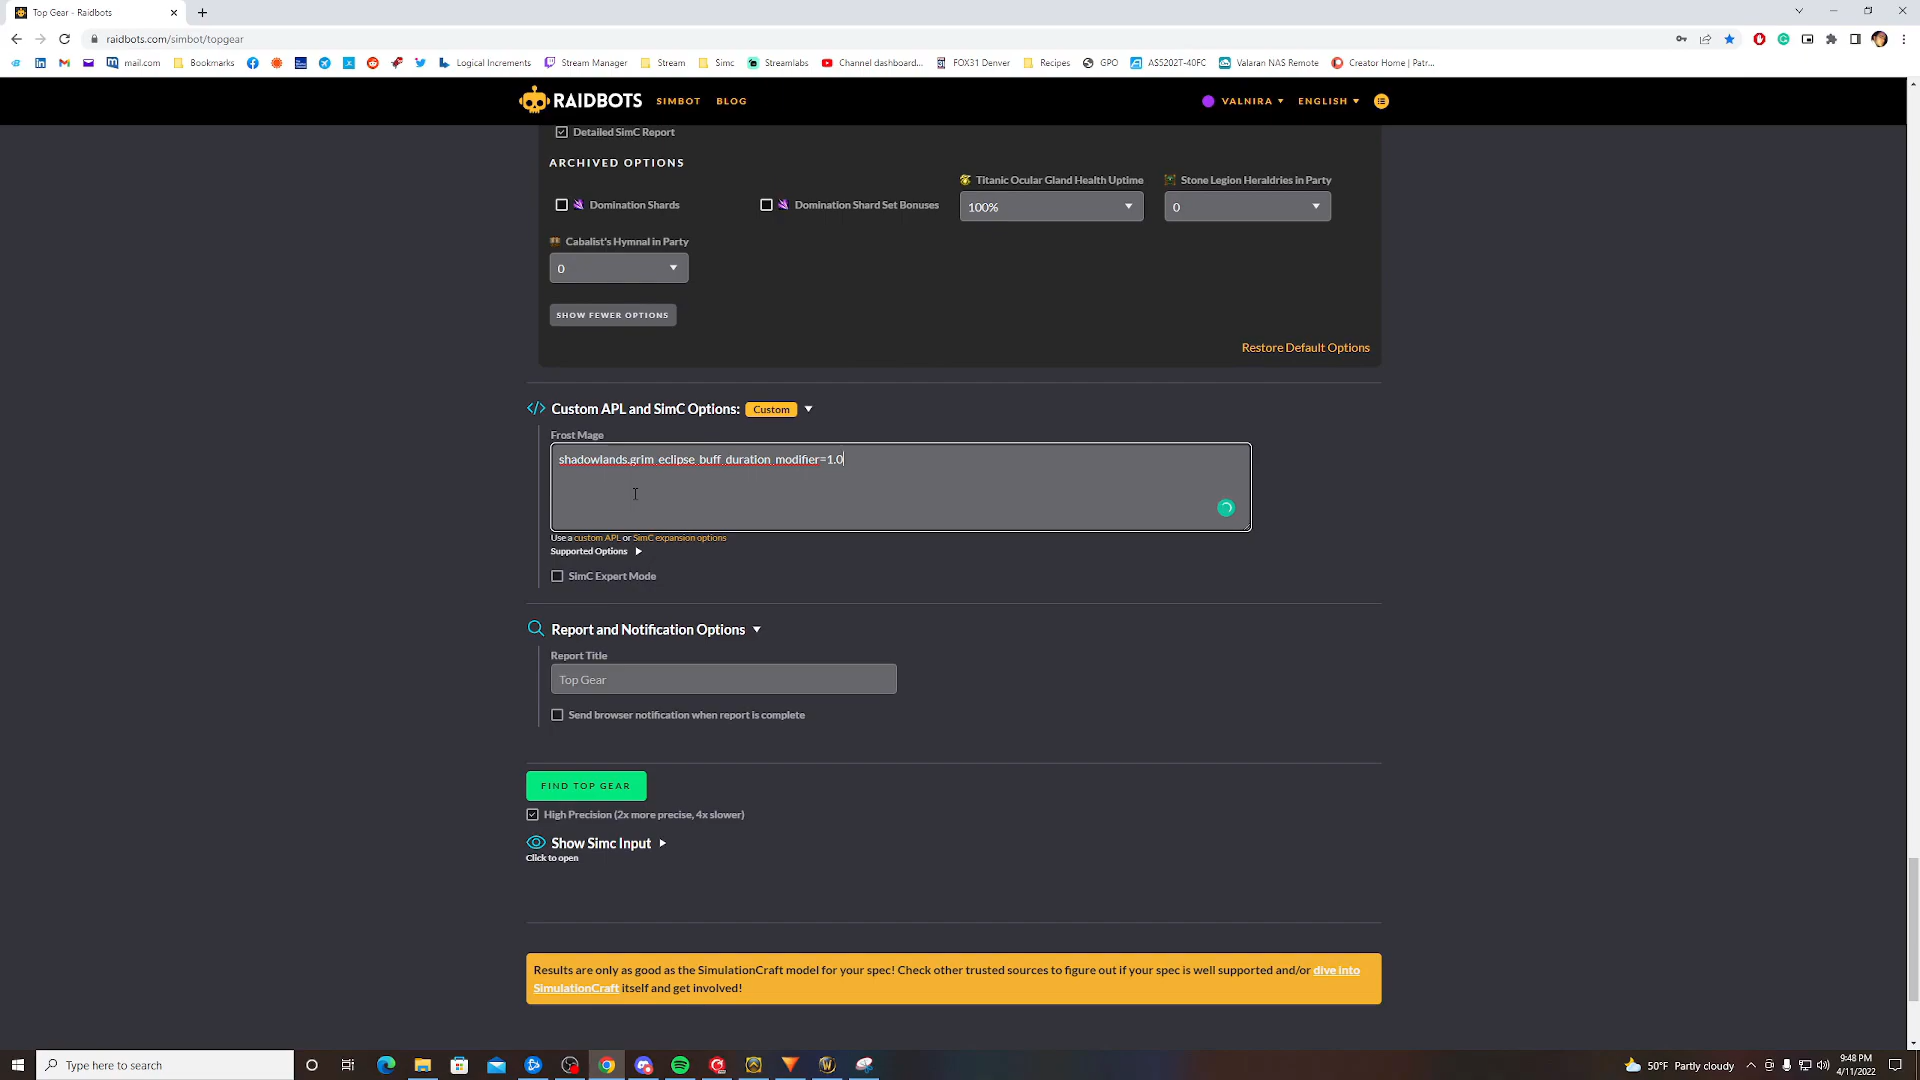 Top Gear - Raidbots
raidbots.com/simbot/topgear
mail.com
Bookmarks
Logical Increments
Stream Manager
Stream
Simc
Streamlabs
Channel dashboard...
FOX31 Denver
Recipes
GPO
AS5202T-40FC
Valaran NAS Remote
Creator Home | Patr...
RAIDBOTS
SIMBOT
BLOG
VALNIRA
ENGLISH
Detailed SimC Report
ARCHIVED OPTIONS
Titanic Ocular Gland Health Uptime
Stone Legion Heraldries in Party
Domination Shards
Domination Shard Set Bonuses
100%
0
Cabalist's Hymnal in Party
0
SHOW FEWER OPTIONS
Restore Default Options
Custom APL and SimC Options: Custom
Frost Mage
shadowlands.grim_eclipse_buff_duration_modifier=1.0
Use a custom APL or SimC expansion options
Supported Options
SimC Expert Mode
Report and Notification Options
Report Title
Top Gear
Send browser notification when report is complete
FIND TOP GEAR
High Precision (2x more precise, 4x slower)
Show Simc Input
Click to open
Results are only as good as the SimulationCraft model for your spec! Check other trusted sources to figure out if your spec is well supported and/or dive into
SimulationCraft itself and get involved!
Type here to search
50°F Partly cloudy
9:48 PM
4/11/2022